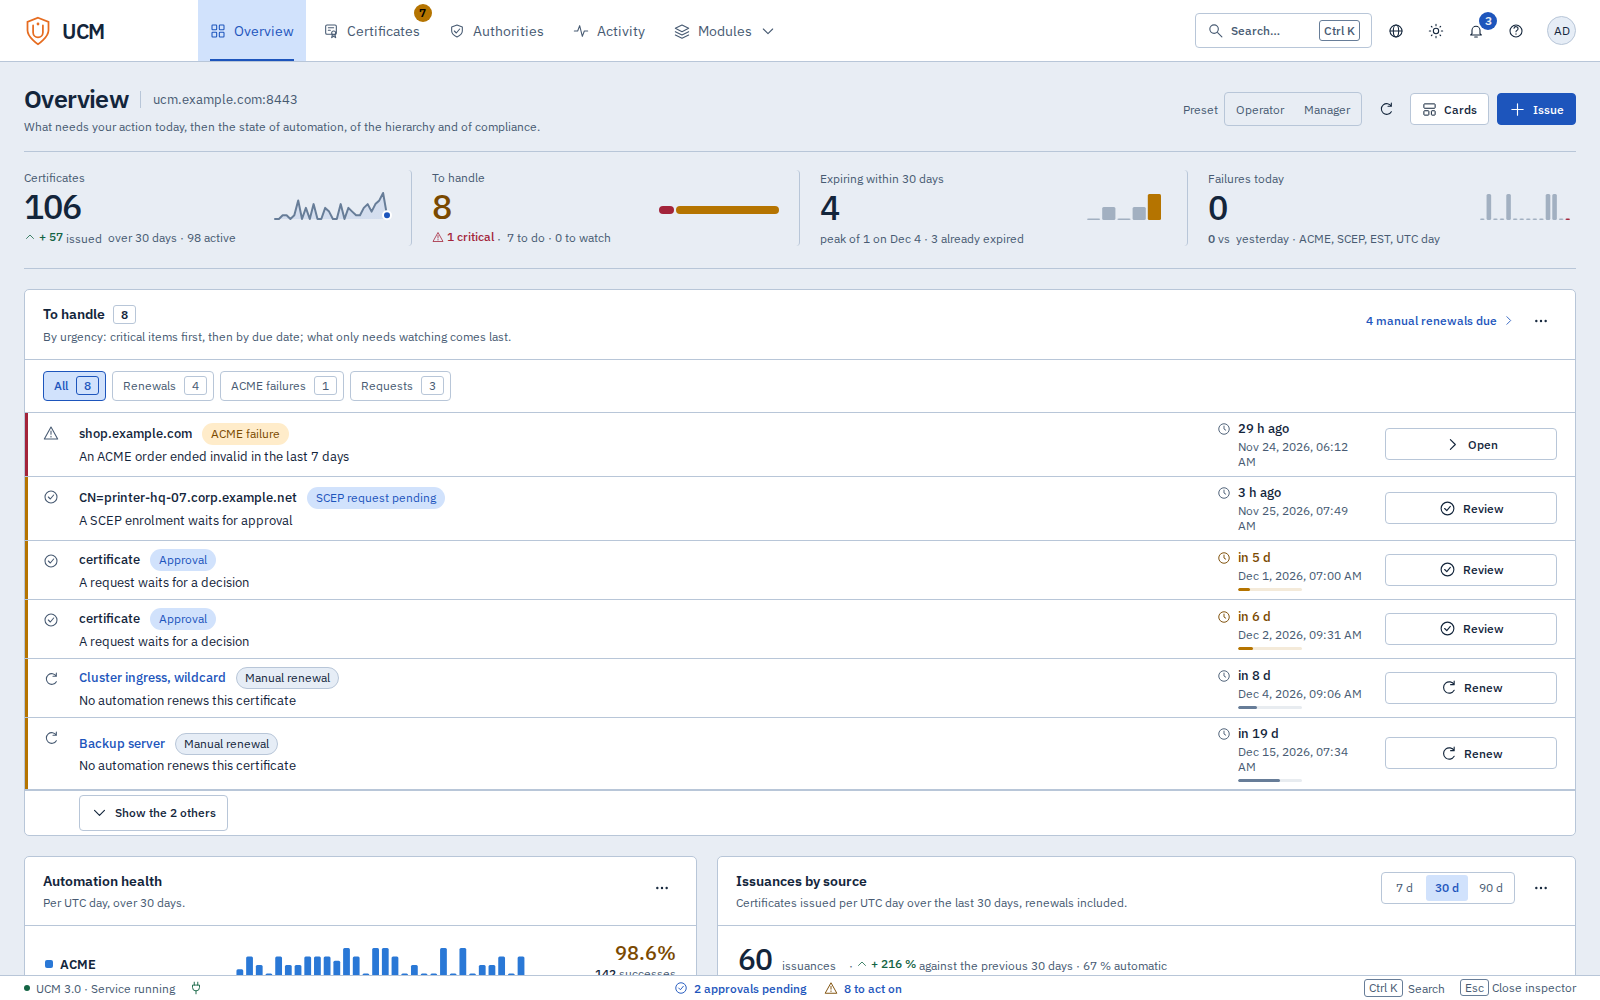 UCM
Overview
Certificates
7
Authorities
Activity
Modules
Search...
Ctrl K
3
AD
Overview
ucm.example.com:8443
What needs your action today, then the state of automation, of the hierarchy and of compliance.
Preset
Operator
Manager
Cards
Issue
Certificates
106
+ 57 issued over 30 days · 98 active
To handle
8
1 critical · 7 to do · 0 to watch
Expiring within 30 days
4
peak of 1 on Dec 4 · 3 already expired
Failures today
0
0 vs yesterday · ACME, SCEP, EST, UTC day
To handle 8
By urgency: critical items first, then by due date; what only needs watching comes last.
4 manual renewals due
All 8
Renewals 4
ACME failures 1
Requests 3
shop.example.com ACME failure
An ACME order ended invalid in the last 7 days
29 h ago
Nov 24, 2026, 06:12
AM
Open
CN=printer-hq-07.corp.example.net SCEP request pending
A SCEP enrolment waits for approval
3 h ago
Nov 25, 2026, 07:49
AM
Review
certificate Approval
A request waits for a decision
in 5 d
Dec 1, 2026, 07:00 AM
Review
certificate Approval
A request waits for a decision
in 6 d
Dec 2, 2026, 09:31 AM
Review
Cluster ingress, wildcard Manual renewal
No automation renews this certificate
in 8 d
Dec 4, 2026, 09:06 AM
Renew
Backup server Manual renewal
No automation renews this certificate
in 19 d
Dec 15, 2026, 07:34
AM
Renew
Show the 2 others
Automation health
Per UTC day, over 30 days.
ACME
98.6%
142 successes
Issuances by source
Certificates issued per UTC day over the last 30 days, renewals included.
7 d
30 d
90 d
60 issuances · + 216 % against the previous 30 days · 67 % automatic
UCM 3.0 · Service running
2 approvals pending
8 to act on
Ctrl K Search
Esc Close inspector